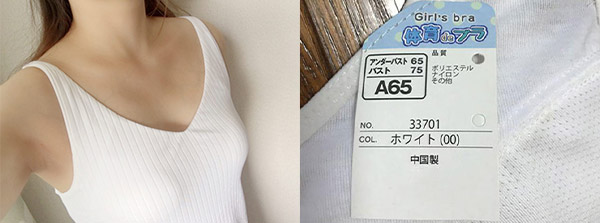 Girl's bra
体育deブラ
品質
アンダーバスト 65
バスト 75
A65
ポリエステル
ナイロン
その他
NO. 33701
COL. ホワイト(00)
中国製